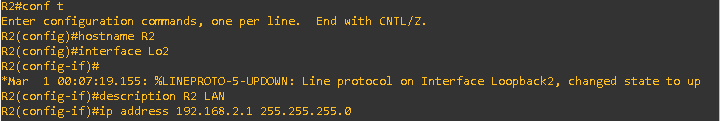 R2#conf t
Enter configuration commands, one per line.  End with CNTL/Z.
R2(config)#hostname R2
R2(config)#interface Lo2
R2(config-if)#
*Mar  1 00:07:19.155: %LINEPROTO-5-UPDOWN: Line protocol on Interface Loopback2, changed state to up
R2(config-if)#description R2 LAN
R2(config-if)#ip address 192.168.2.1 255.255.255.0